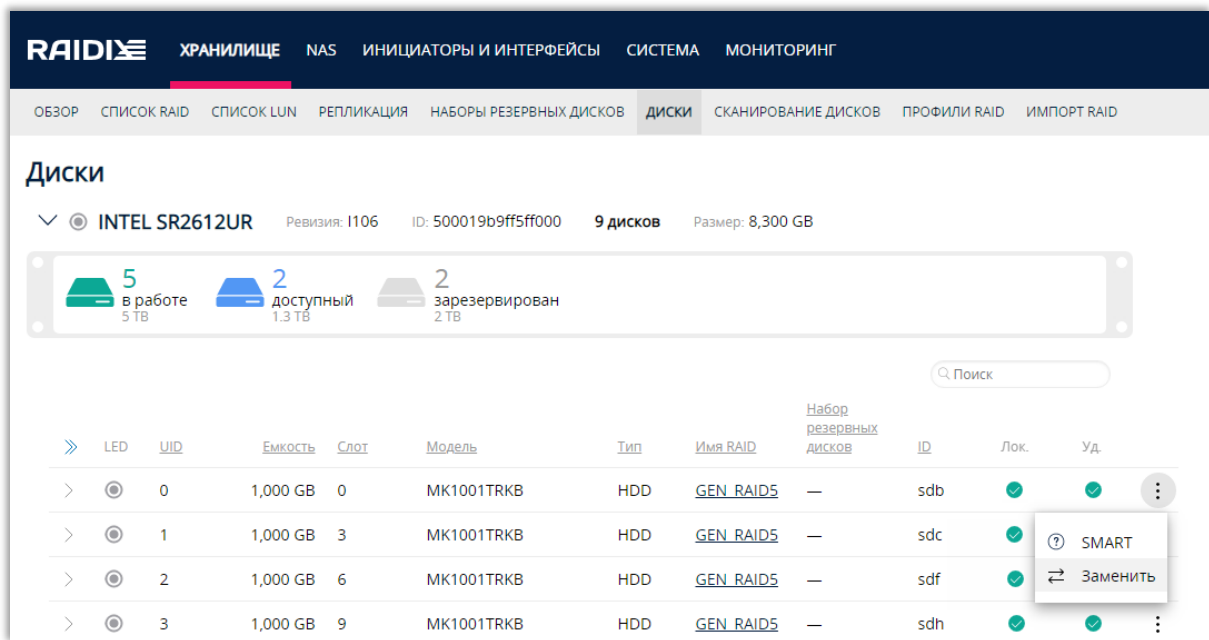 RAIDIX ХРАНИЛИЩЕ NAS ИНИЦИАТОРЫ И ИНТЕРФЕЙСЫ СИСТЕМА МОНИТОРИНГ
ОБЗОР СПИСОК RAID СПИСОК LUN РЕПЛИКАЦИЯ НАБОРЫ РЕЗЕРВНЫХ ДИСКОВ ДИСКИ СКАНИРОВАНИЕ ДИСКОВ ПРОФИЛИ RAID ИМПОРТ RAID
Диски
INTEL SR2612UR Ревизия: I106 ID: 500019b9ff5ff000 9 дисков Размер: 8,300 GB
5 2 2
в работе доступный зарезервирован
5 TB 1.3 TB 2 TB
Поиск
Набор
резервных
LED UID Емкость Слот Модель Тип Имя RAID дисков ID Лок. Уд.
0 1,000 GB 0 MK1001TRKB HDD GEN_RAID5 — sdb
1 1,000 GB 3 MK1001TRKB HDD GEN_RAID5 — sdc
SMART
2 1,000 GB 6 MK1001TRKB HDD GEN_RAID5 — sdf
Заменить
3 1,000 GB 9 MK1001TRKB HDD GEN_RAID5 — sdh